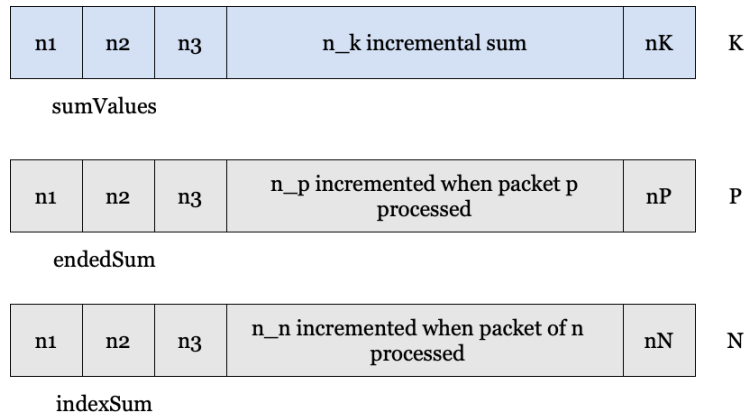 n1 n2 n3 n_k incremental sum nK K
sumValues
n1 n2 n3 n_p incremented when packet p
processed nP P
endedSum
n1 n2 n3 n_n incremented when packet of n
processed nN N
indexSum